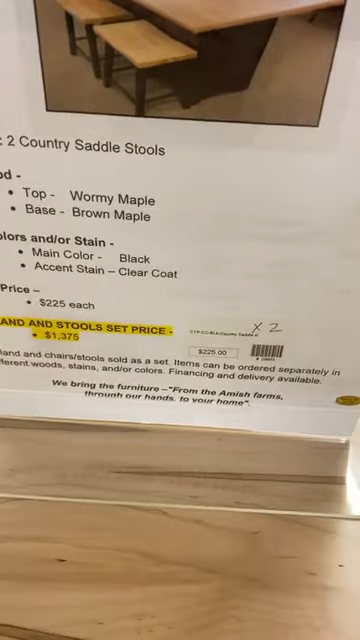 : 2 Country Saddle Stools
od -
• Top - Wormy Maple
• Base - Brown Maple
olors and/or Stain -
• Main Color - Black
• Accent Stain – Clear Coat
Price –
• $225 each
AND AND STOOLS SET PRICE -
• $1,375
X 2
$225.00
land and chairs/stools sold as a set. Items can be ordered separately in
ferent woods, stains, and/or colors. Financing and delivery available.
We bring the furniture – "From the Amish farms,
through our hands, to your home".